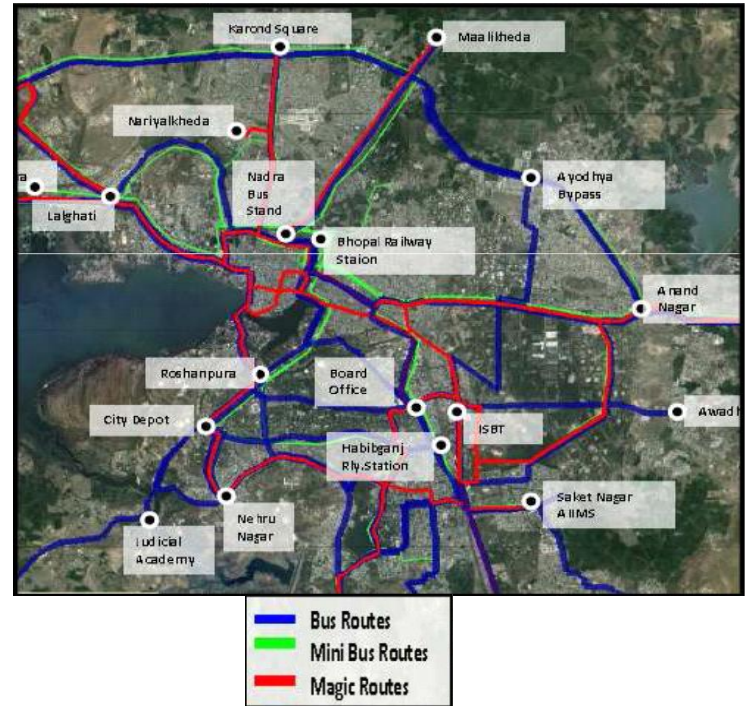 Karond Square
Maalikheda
Nariyalkheda
Nadra
Bus
Stand
Ayodhya
Bypass
Lalghati
Bhopal Railway
Staion
Anand
Nagar
Roshanpura
Board
Office
City Depot
ISBT
Awadh
Habibganj
Rly.Station
Saket Nagar
AIIMS
Nehru
Nagar
Judicial
Academy
Bus Routes
Mini Bus Routes
Magic Routes